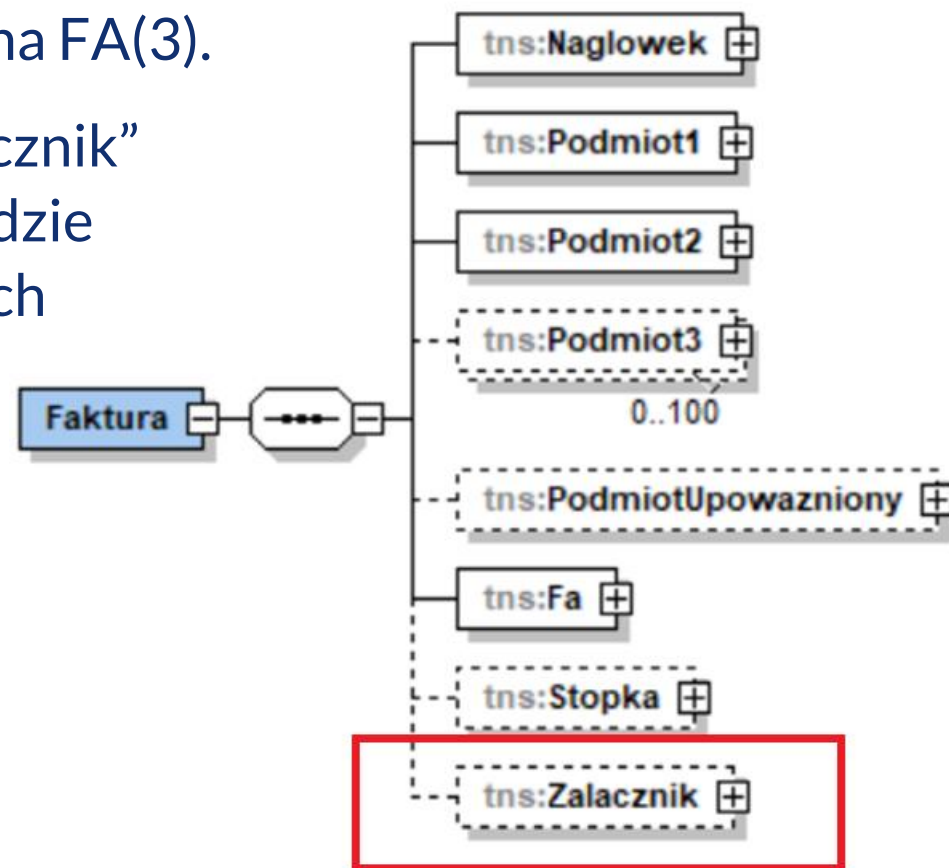 na FA(3).
cznik”
dzie
ch
tns:Naglowek
tns:Podmiot1
tns:Podmiot2
tns:Podmiot3
0..100
Faktura
tns:PodmiotUpowazniony
tns:Fa
tns:Stopka
tns:Zalacznik